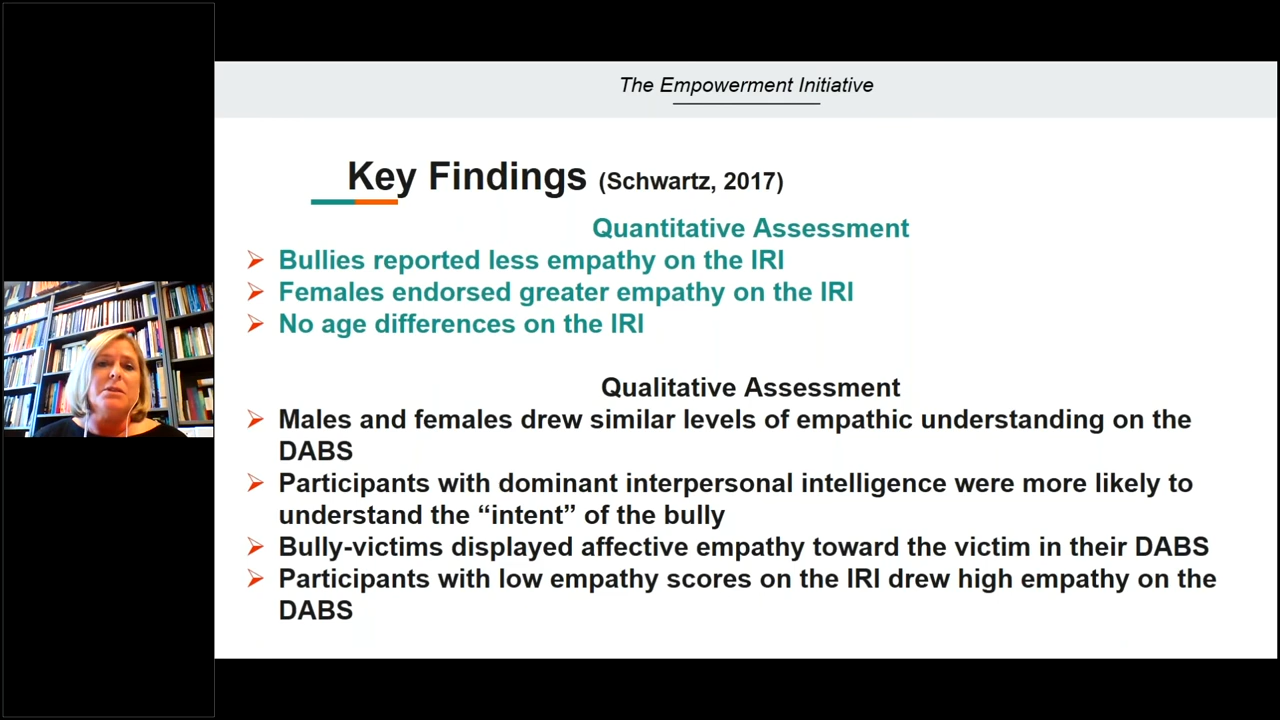 The Empowerment Initiative
Key Findings (Schwartz, 2017)
Quantitative Assessment
Bullies reported less empathy on the IRI
Females endorsed greater empathy on the IRI
No age differences on the IRI
Qualitative Assessment
Males and females drew similar levels of empathic understanding on the
DABS
Participants with dominant interpersonal intelligence were more likely to
understand the “intent” of the bully
Bully-victims displayed affective empathy toward the victim in their DABS
Participants with low empathy scores on the IRI drew high empathy on the
DABS